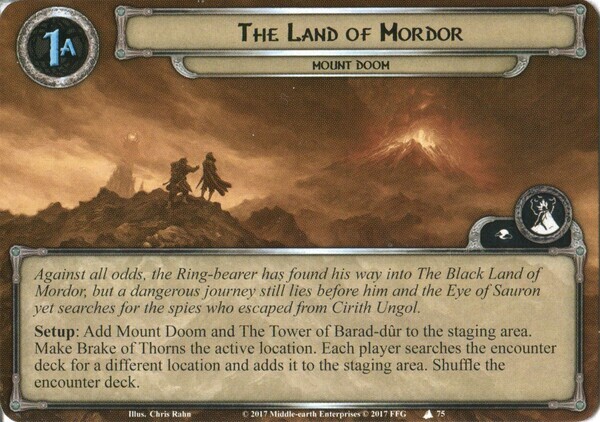 1A
THE LAND OF MORDOR
MOUNT DOOM
Against all odds, the Ring-bearer has found his way into The Black Land of
Mordor, but a dangerous journey still lies before him and the Eye of Sauron
yet searches for the spies who escaped from Cirith Ungol.
Setup: Add Mount Doom and The Tower of Barad-dûr to the staging area.
Make Brake of Thorns the active location. Each player searches the encounter
deck for a different location and adds it to the staging area. Shuffle the
encounter deck.
Illus. Chris Rahn © 2017 Middle-earth Enterprises © 2017 FFG 75